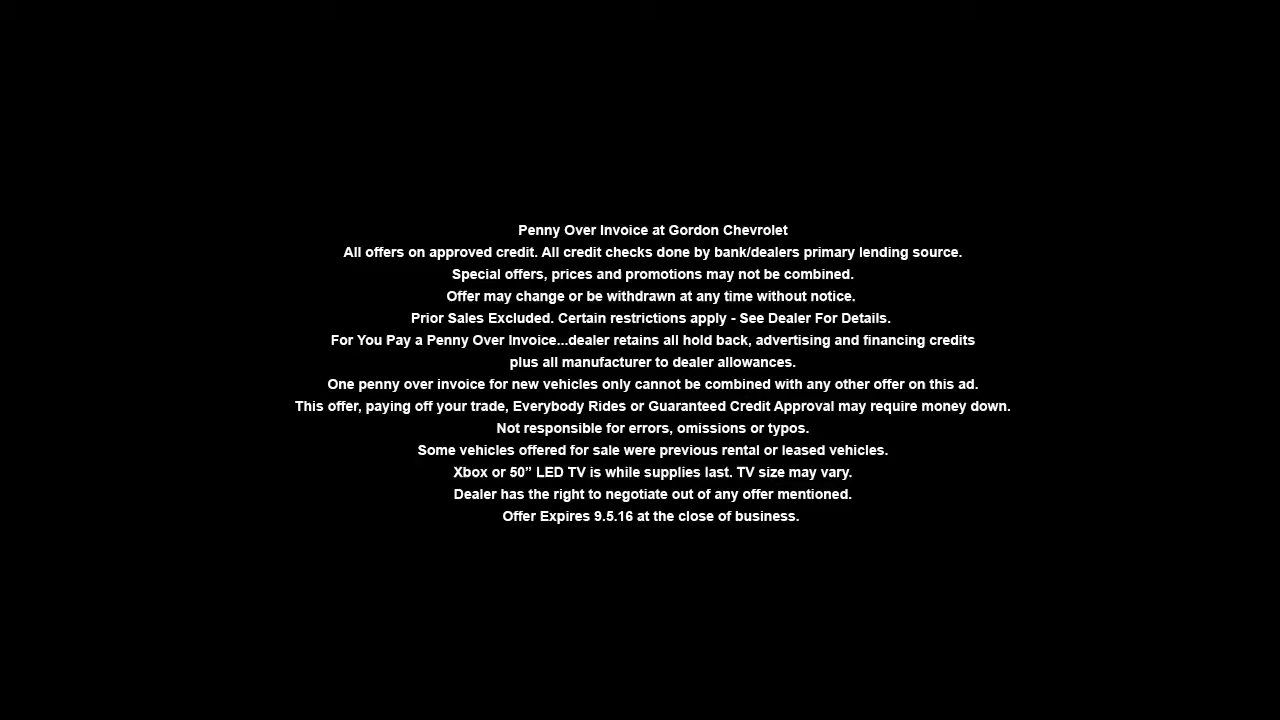 Penny Over Invoice at Gordon Chevrolet
All offers on approved credit. All credit checks done by bank/dealers primary lending source.
Special offers, prices and promotions may not be combined.
Offer may change or be withdrawn at any time without notice.
Prior Sales Excluded. Certain restrictions apply - See Dealer For Details.
For You Pay a Penny Over Invoice...dealer retains all hold back, advertising and financing credits
plus all manufacturer to dealer allowances.
One penny over invoice for new vehicles only cannot be combined with any other offer on this ad.
This offer, paying off your trade, Everybody Rides or Guaranteed Credit Approval may require money down.
Not responsible for errors, omissions or typos.
Some vehicles offered for sale were previous rental or leased vehicles.
Xbox or 50” LED TV is while supplies last. TV size may vary.
Dealer has the right to negotiate out of any offer mentioned.
Offer Expires 9.5.16 at the close of business.